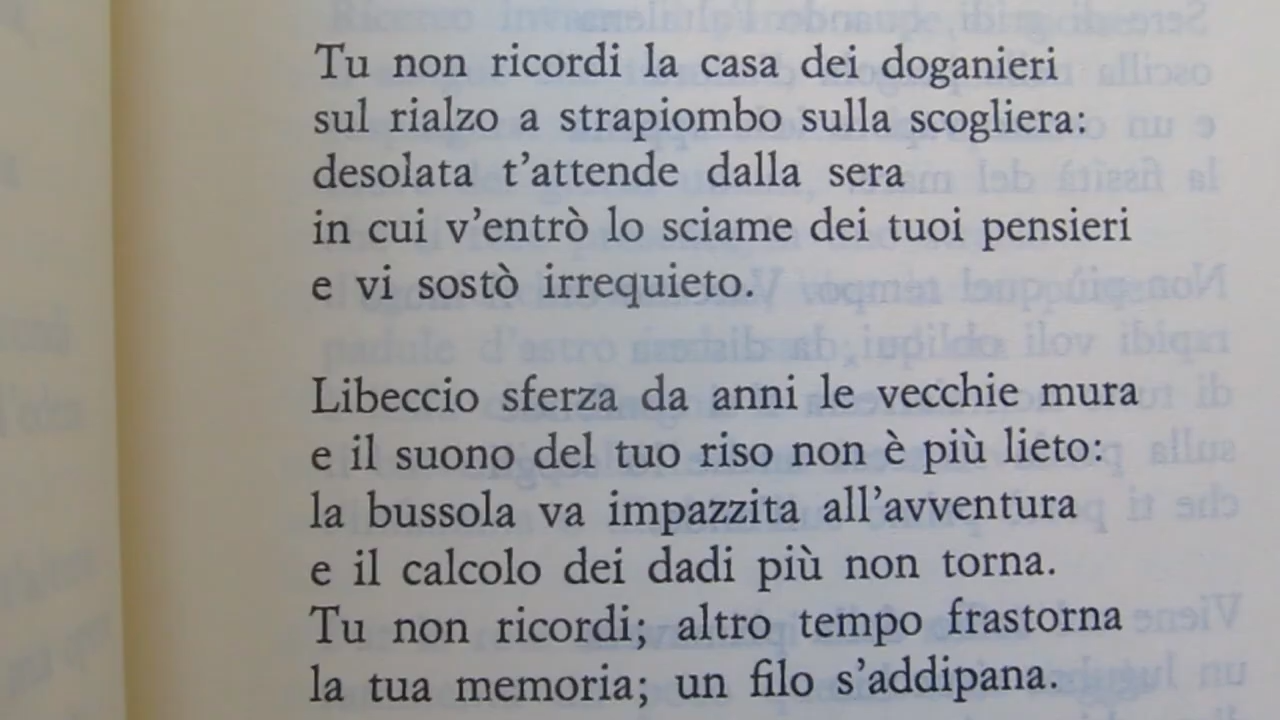 Tu non ricordi la casa dei doganieri
sul rialzo a strapiombo sulla scogliera:
desolata t'attende dalla sera
in cui v'entrò lo sciame dei tuoi pensieri
e vi sostò irrequieto.
Libeccio sferza da anni le vecchie mura
e il suono del tuo riso non è più lieto:
la bussola va impazzita all'avventura
e il calcolo dei dadi più non torna.
Tu non ricordi; altro tempo frastorna
la tua memoria; un filo s'addipana.